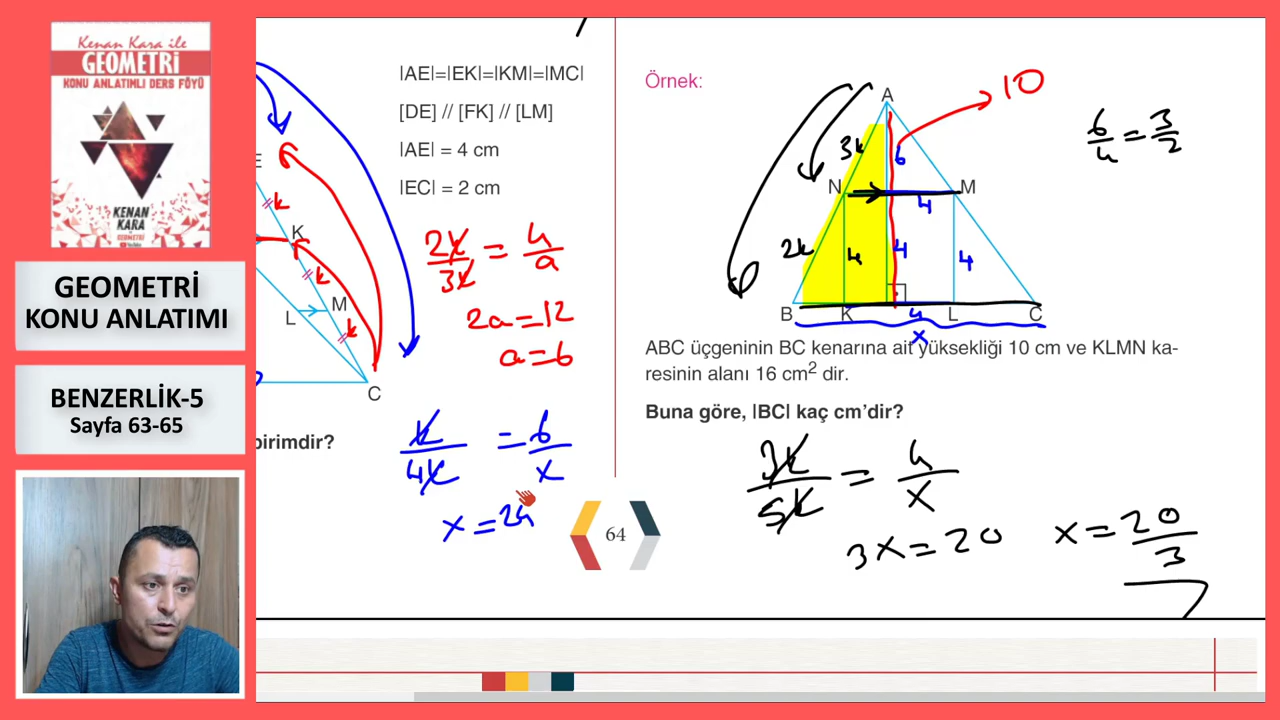 Kenan Kara ile
GEOMETRİ
KONU ANLATIMLI DERS FÖYÜ
KENAN
KARA
GEOMETRİ
KONU ANLATIMI
BENZERLİK-5
Sayfa 63-65
|AE|=|EK|=|KM|=|MC|
[DE] // [FK] // [LM]
|AE| = 4 cm
|EC| = 2 cm
E
k
K
k
M
L
k
C
2k/3k = 4/a
2a=12
a=6
k/4k = 6/x
x=24
birimdir?
64
Örnek:
A
10
6/4=3/2
3k
6
N
M
4
2k
4
4
4
B
K
4
L
C
x
ABC üçgeninin BC kenarına ait yüksekliği 10 cm ve KLMN ka-
resinin alanı 16 cm² dir.
Buna göre, |BC| kaç cm'dir?
3k/5k = 4/x
3x=20
x=20/3